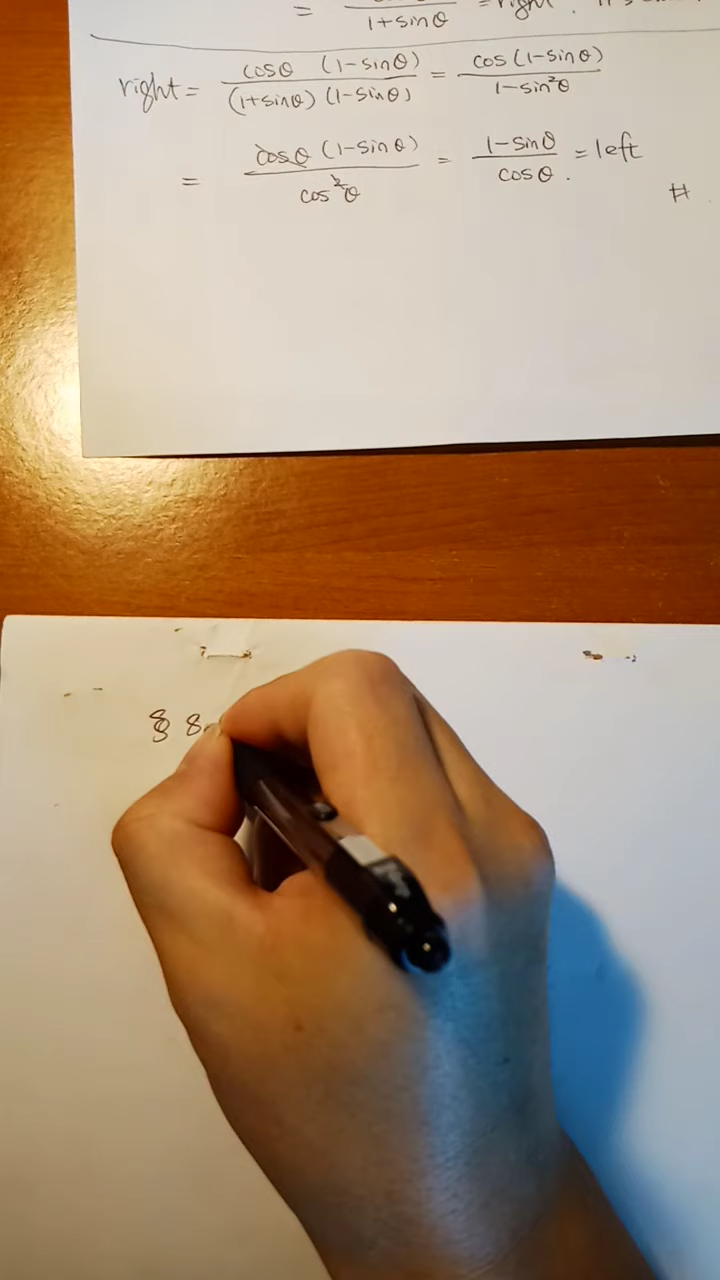 = 1+sinθ = right.
right = cosθ (1-sinθ) / (1+sinθ) (1-sinθ) = cos (1-sinθ) / 1-sin²θ
= cosθ (1-sinθ) / cos²θ = 1-sinθ / cosθ . = left #
§ 8